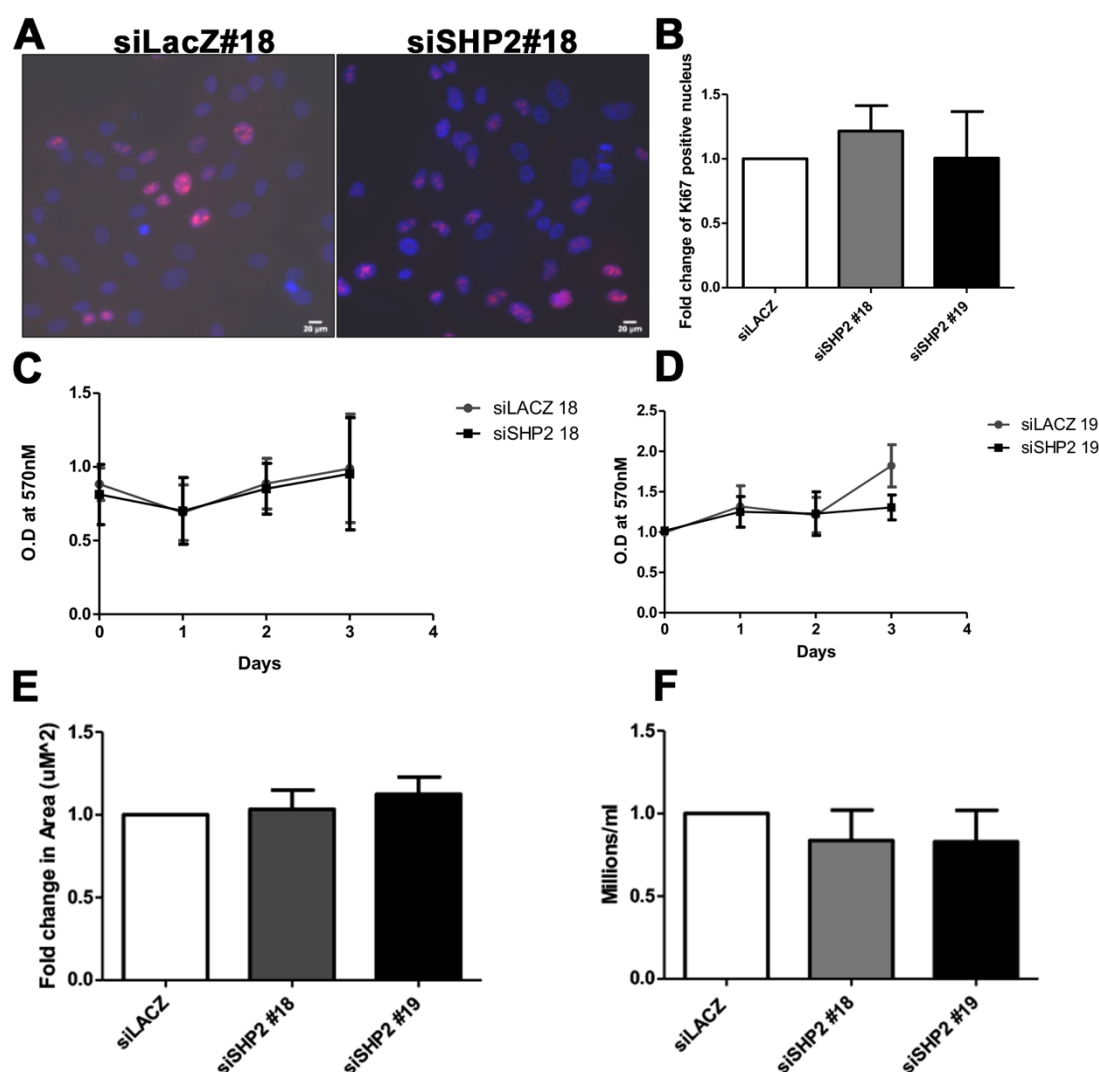 A
siLacZ#18
siSHP2#18
20 µm
20 µm
B
Fold change of Ki67 positive nucleus
1.5
1.0
0.5
0.0
siLACZ
siSHP2 #18
siSHP2 #19
C
O.D at 570nM
1.5
1.0
0.5
0.0
0
1
2
3
4
Days
siLACZ 18
siSHP2 18
D
O.D at 570nM
2.5
2.0
1.5
1.0
0.5
0.0
0
1
2
3
4
Days
siLACZ 19
siSHP2 19
E
Fold change in Area (uM^2)
1.5
1.0
0.5
0.0
siLACZ
siSHP2 #18
siSHP2 #19
F
Millions/ml
1.5
1.0
0.5
0.0
siLACZ
siSHP2 #18
siSHP2 #19